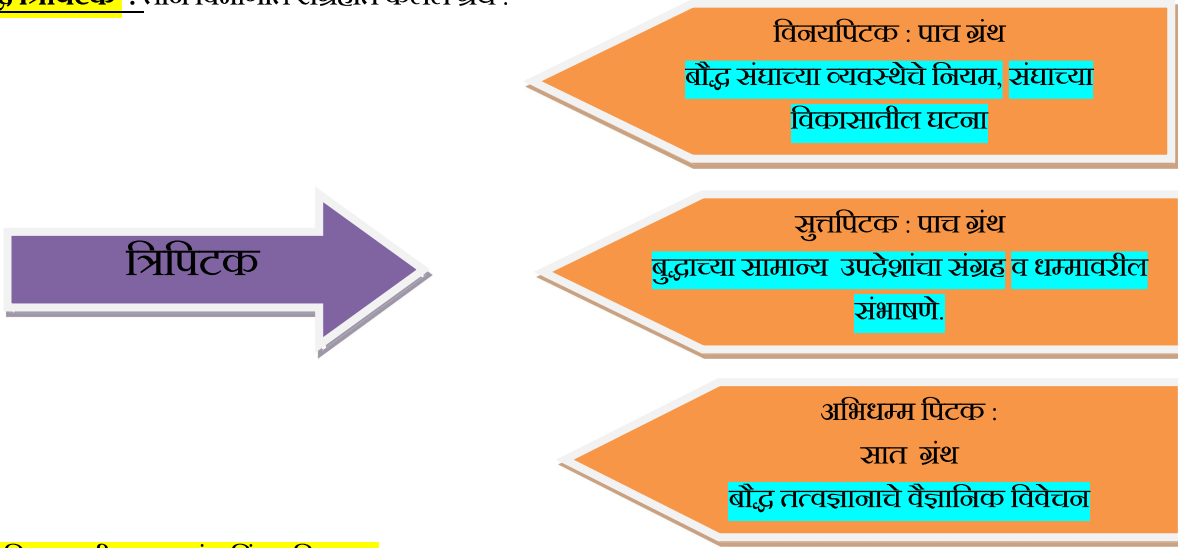 त्रिपिटक
विनयपिटक : पाच ग्रंथ
बौद्ध संघाच्या व्यवस्थेचे नियम, संघाच्या
विकासातील घटना
सुत्तपिटक : पाच ग्रंथ
बुद्धाच्या सामान्य उपदेशांचा संग्रह व धम्मावरील
संभाषणे.
अभिधम्म पिटक :
सात ग्रंथ
बौद्ध तत्वज्ञानाचे वैज्ञानिक विवेचन